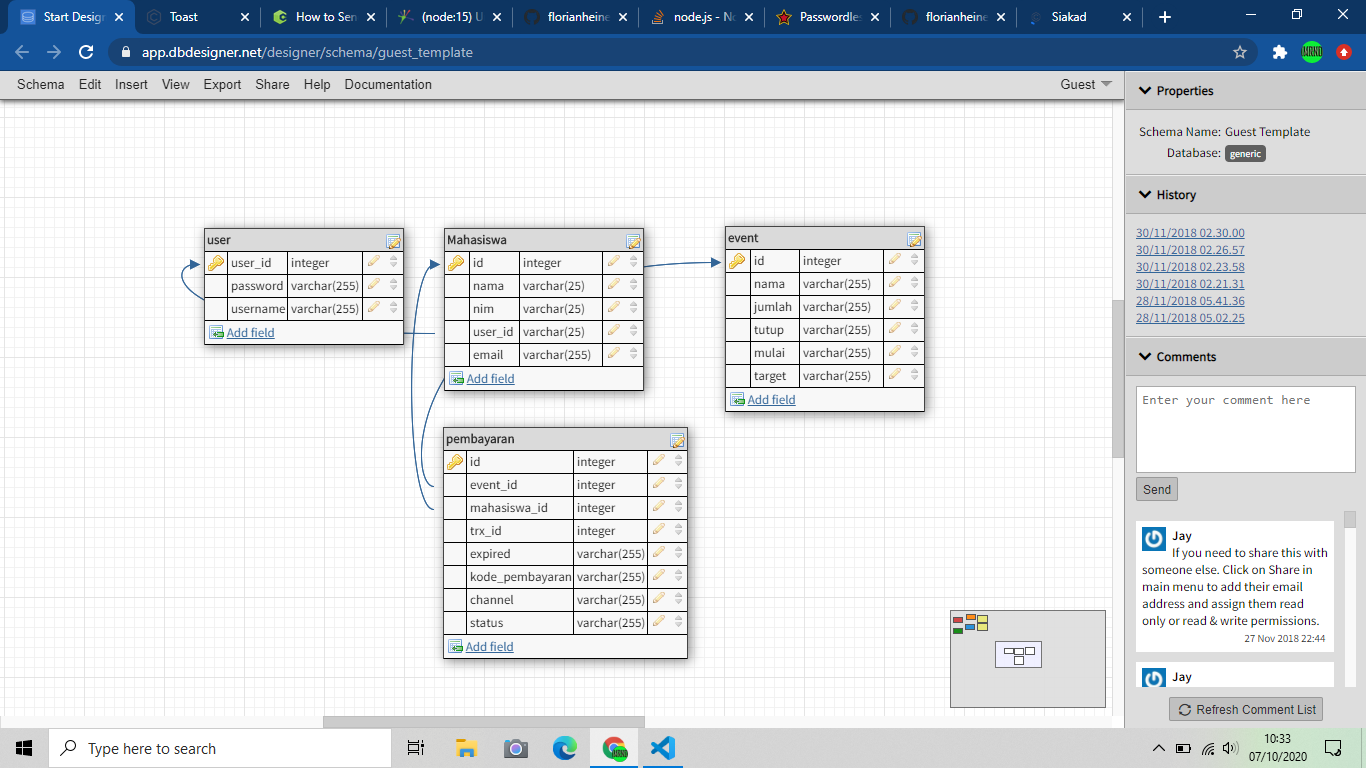 Start Desig
Toast
How to Sen
(node:15) U
florianheine
node.js - No
Passwordles
florianheine
Siakad
app.dbdesigner.net/designer/schema/guest_template
Schema Edit Insert View Export Share Help Documentation
Guest
user
user_id integer
password varchar(255)
username varchar(255)
Add field
Mahasiswa
id integer
nama varchar(25)
nim varchar(25)
user_id varchar(25)
email varchar(255)
Add field
event
id integer
nama varchar(255)
jumlah varchar(255)
tutup varchar(255)
mulai varchar(255)
target varchar(255)
Add field
pembayaran
id integer
event_id integer
mahasiswa_id integer
trx_id integer
expired varchar(255)
kode_pembayaran varchar(255)
channel varchar(255)
status varchar(255)
Add field
Properties
Schema Name: Guest Template
Database: generic
History
30/11/2018 02.30.00
30/11/2018 02.26.57
30/11/2018 02.23.58
30/11/2018 02.21.31
28/11/2018 05.41.36
28/11/2018 05.02.25
Comments
Enter your comment here
Send
Jay
If you need to share this with
someone else. Click on Share in
main menu to add their email
address and assign them read
only or read & write permissions.
27 Nov 2018 22:44
Jay
Refresh Comment List
Type here to search
10:33
07/10/2020